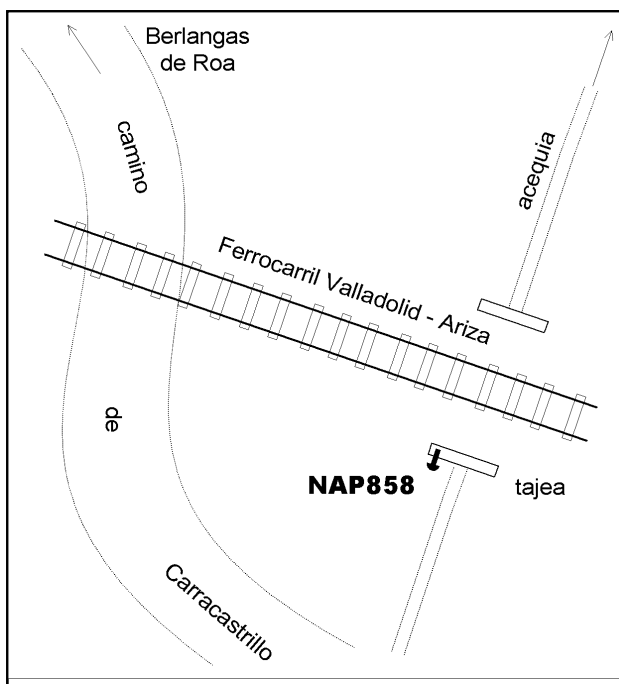 Berlangas
de Roa
camino
acequia
Ferrocarril Valladolid - Ariza
de
NAP858
tajea
Carracastrillo